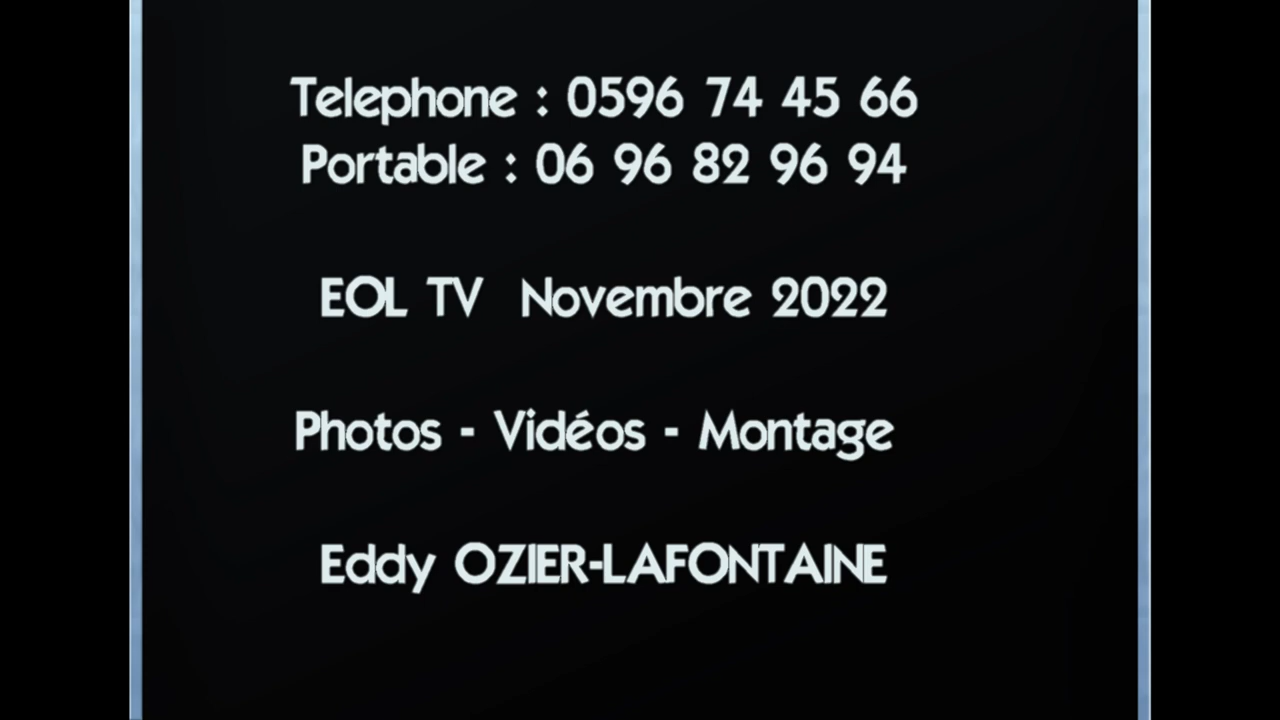 Telephone : 0596 74 45 66
Portable : 06 96 82 96 94
EOL TV Novembre 2022
Photos - Vidéos - Montage
Eddy OZIER-LAFONTAINE